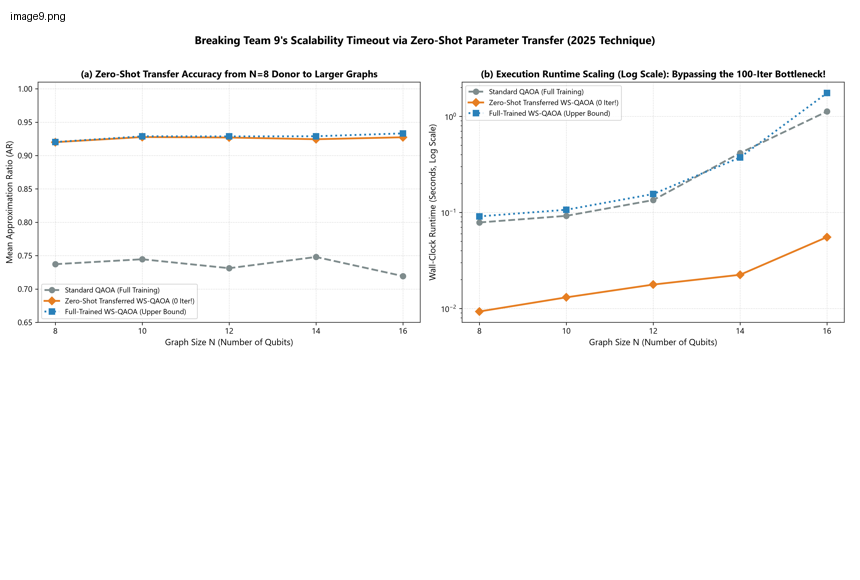 image9.png
Breaking Team 9's Scalability Timeout via Zero-Shot Parameter Transfer (2025 Technique)
(a) Zero-Shot Transfer Accuracy from N=8 Donor to Larger Graphs
Mean Approximation Ratio (AR)
1.00
0.95
0.90
0.85
0.80
0.75
0.70
0.65
Standard QAOA (Full Training)
Zero-Shot Transferred WS-QAOA (0 Iter!)
Full-Trained WS-QAOA (Upper Bound)
8 10 12 14 16
Graph Size N (Number of Qubits)
(b) Execution Runtime Scaling (Log Scale): Bypassing the 100-Iter Bottleneck!
Standard QAOA (Full Training)
Zero-Shot Transferred WS-QAOA (0 Iter!)
Full-Trained WS-QAOA (Upper Bound)
Wall-Clock Runtime (Seconds, Log Scale)
10⁰
10⁻¹
10⁻²
8 10 12 14 16
Graph Size N (Number of Qubits)